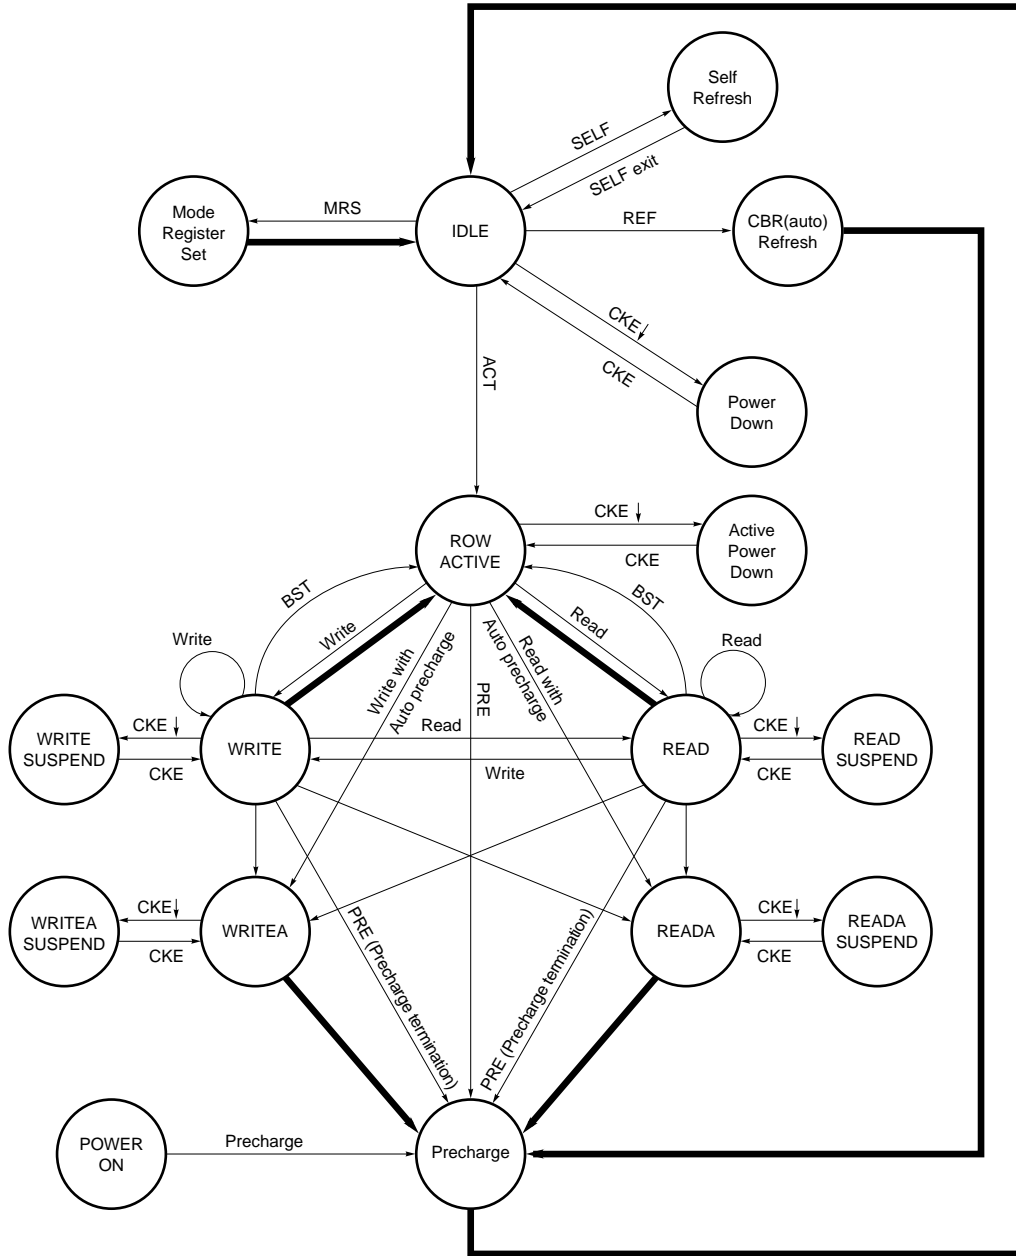 Self
Refresh
SELF
SELF exit
Mode
Register
Set
MRS
IDLE
REF
CBR(auto)
Refresh
CKE↓
CKE
ACT
Power
Down
ROW
ACTIVE
CKE ↓
CKE
Active
Power
Down
BST
BST
Write
Read
Write
Read
Write with
Auto precharge
Read with
Auto precharge
PRE
WRITE
SUSPEND
CKE ↓
CKE
WRITE
Read
Write
READ
CKE ↓
CKE
READ
SUSPEND
WRITEA
SUSPEND
CKE↓
CKE
WRITEA
READA
CKE↓
CKE
READA
SUSPEND
PRE (Precharge termination)
PRE (Precharge termination)
POWER
ON
Precharge
Precharge